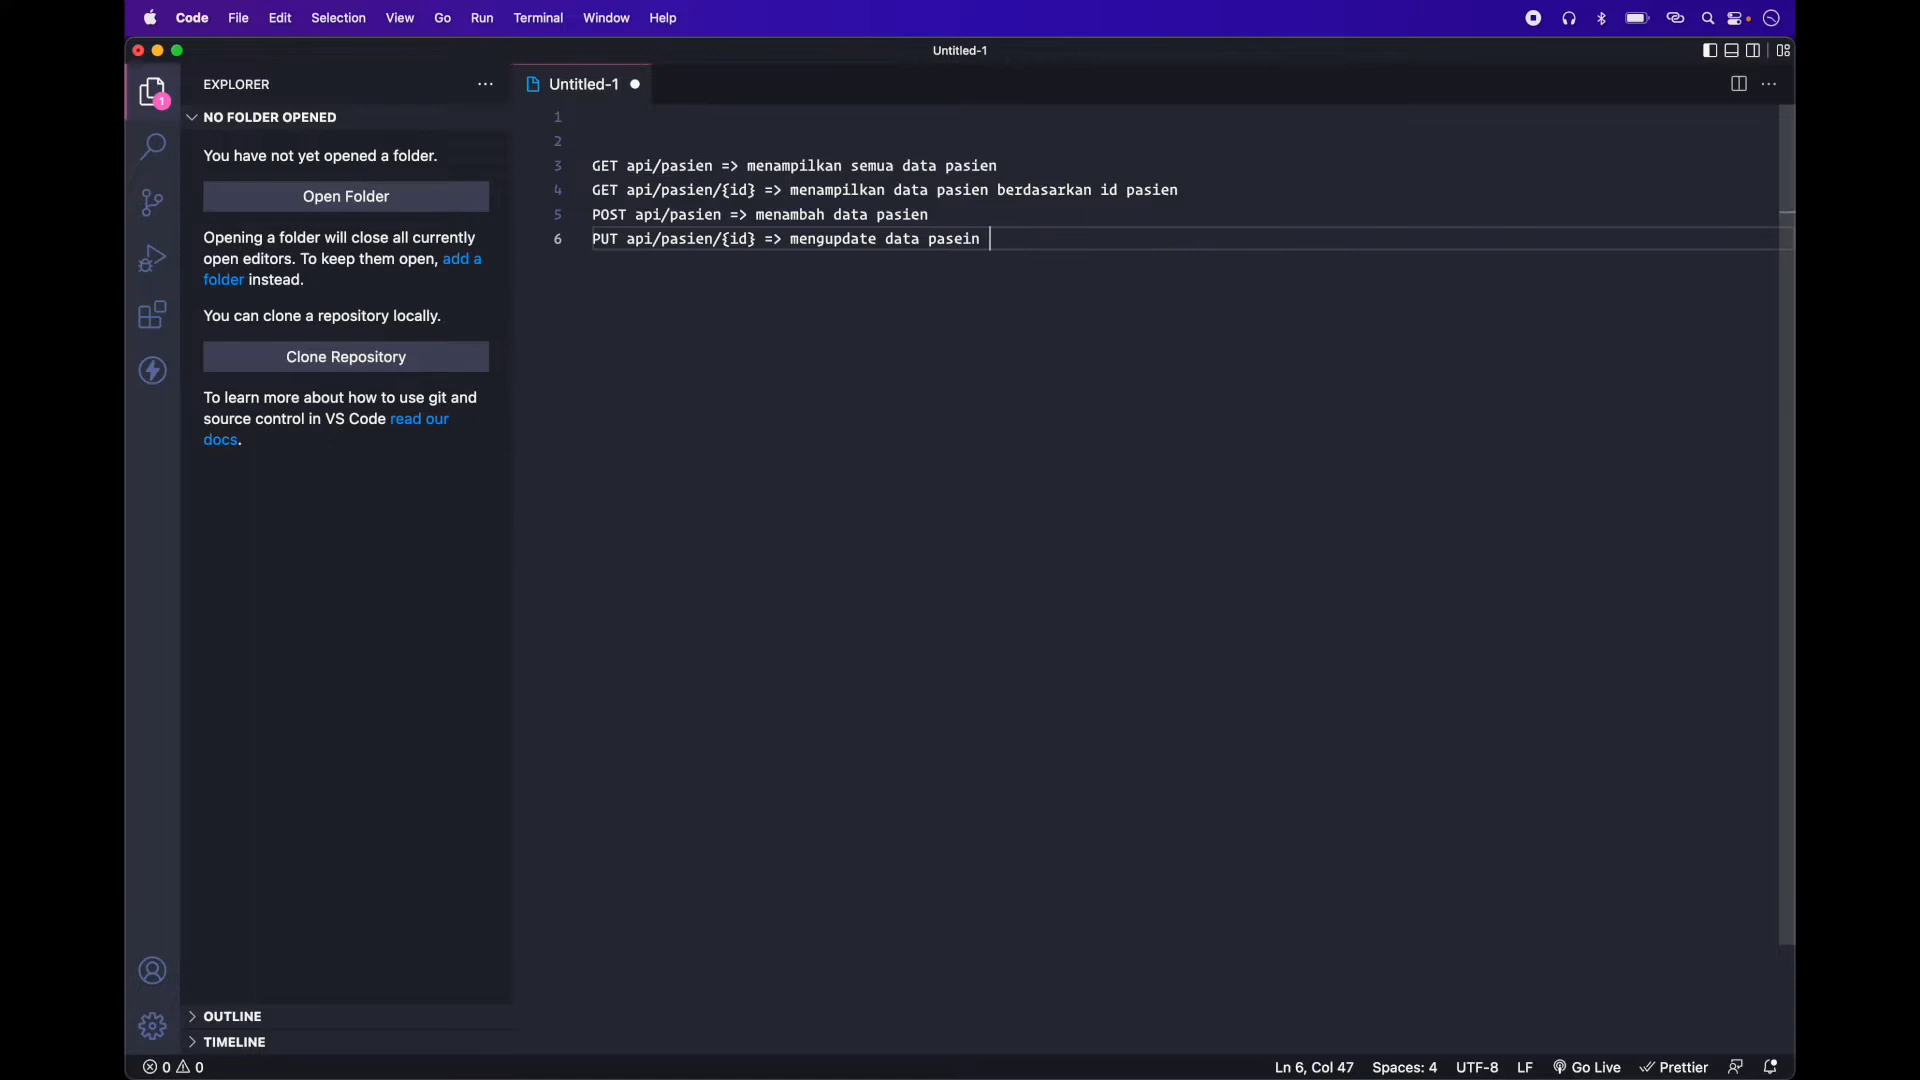 Code File Edit Selection View Go Run Terminal Window Help
Untitled-1
EXPLORER
Untitled-1
NO FOLDER OPENED
You have not yet opened a folder.
Open Folder
Opening a folder will close all currently
open editors. To keep them open, add a
folder instead.
You can clone a repository locally.
Clone Repository
To learn more about how to use git and
source control in VS Code read our
docs.
1
1
2
3 GET api/pasien => menampilkan semua data pasien
4 GET api/pasien/{id} => menampilkan data pasien berdasarkan id pasien
5 POST api/pasien => menambah data pasien
6 PUT api/pasien/{id} => mengupdate data pasein
OUTLINE
TIMELINE
0 0
Ln 6, Col 47 Spaces: 4 UTF-8 LF Go Live Prettier